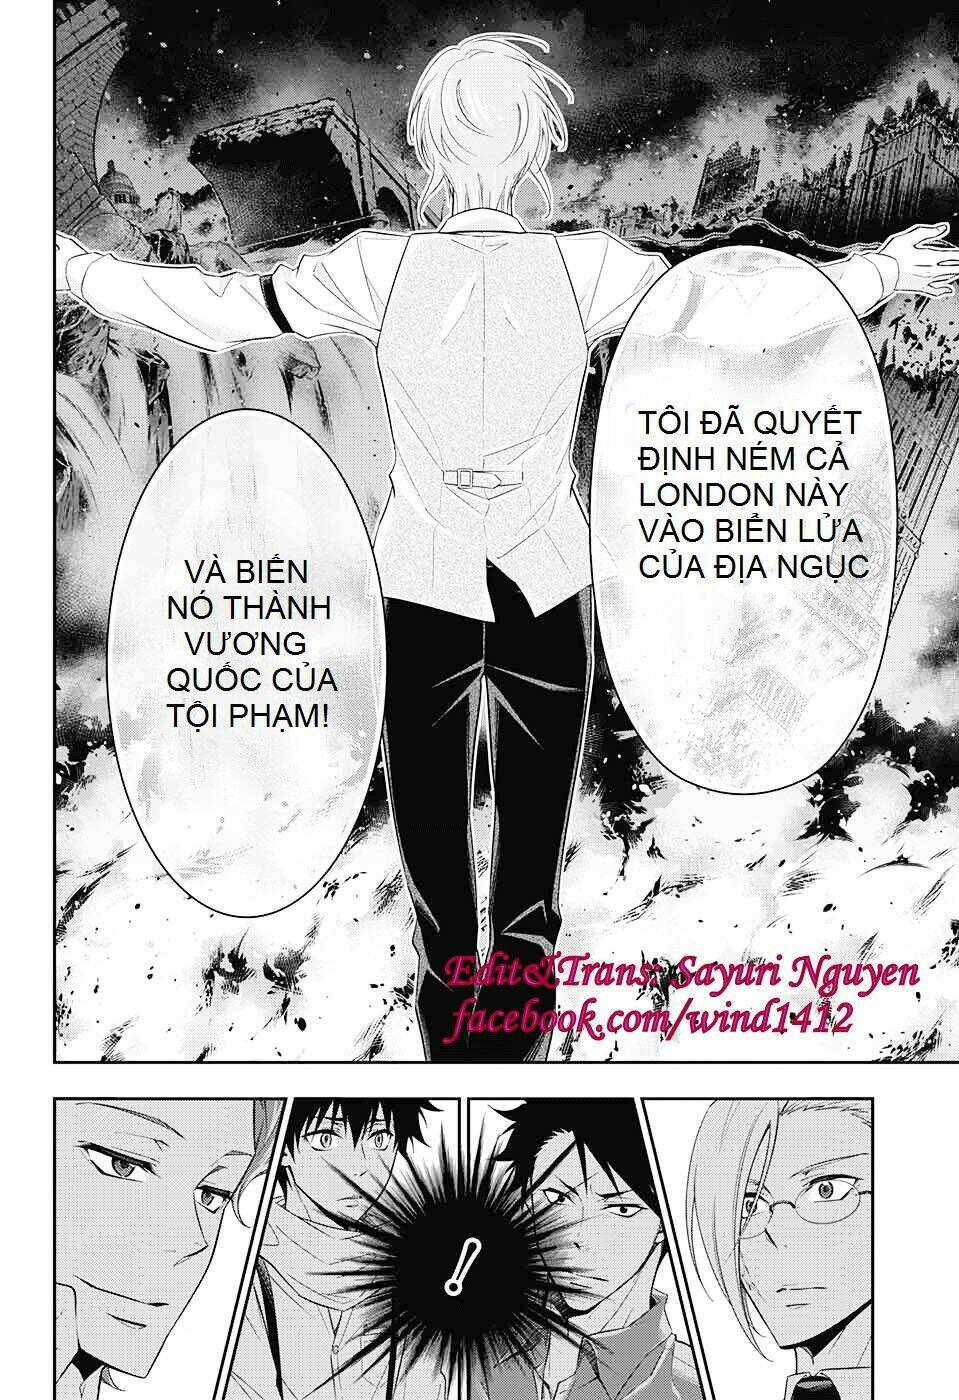 TÔI ĐÃ QUYẾT
ĐỊNH NÉM CẢ
LONDON NÀY
VÀO BIỂN LỬA
CỦA ĐỊA NGỤC
VÀ BIẾN
NÓ THÀNH
VƯƠNG
QUỐC CỦA
TỘI PHẠM!
Edit&Trans: Sayuri Nguyen
facebook.com/wind1412
!